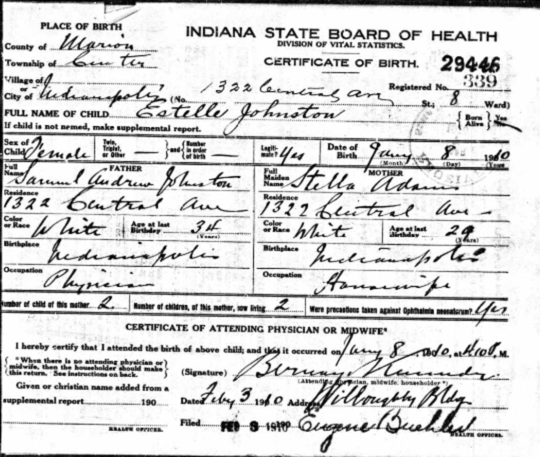 PLACE OF BIRTH
INDIANA STATE BOARD OF HEALTH
DIVISION OF VITAL STATISTICS.
CERTIFICATE OF BIRTH.
County of Marion
Township of Center
29446
Village of
or
City of Indianapolis (No. 1322 Central Ave St.; 8 Ward)
Registered No. 339
FULL NAME OF CHILD Estelle Johnston
If child is not nemed, make supplemental report.
{ Born Alive
Sex of Child Female
Twin, Triplet, or Other — and { Number in order of birth —
Legiti-mate? Yes
Date of Birth Jany 8 1910
(Month) (Day) (Year)
FATHER
Full Name Samuel Andrew Johnston
MOTHER
Full Maiden Name Stella Adams
Residence 1322 Central Ave
Residence 1322 Central Ave
Color or Race White Age at last Birthday 34 (Years)
Color or Race White Age at last Birthday 29 (Years)
Birthplace Indianapolis
Birthplace Indianapolis
Occupation Physician
Occupation Housewife
Number of child of this mother 2. Number of children, of this mother, now living 2 Were precautions taken against Ophthalmia neonatorum? Yes
CERTIFICATE OF ATTENDING PHYSICIAN OR MIDWIFE*
I hereby certify that I attended the birth of above child; and that it occurred on Jany 8 1910, at M.
{ *When there is no attending physician or midwife, then the householder should make this return. See instructions on back. }
(Signature)
(Attending physician, midwife, householder *)
Given or christian name added from a
supplemental report 190
Dated Feby 3 1910 Address Willoughby Bldg
Filed FEB 3 1910 190 Eugene Buehler
HEALTH OFFICER.
HEALTH OFFICER.